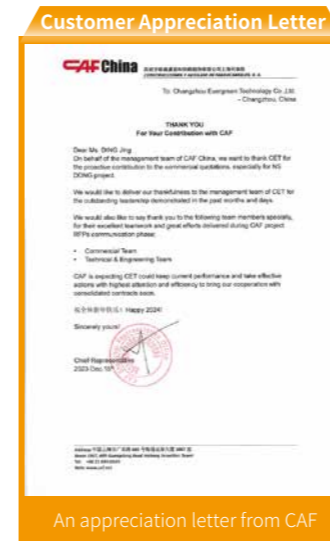 Customer Appreciation Letter
CAF China
CONSTRUCCIONES Y AUXILIAR DE FERROCARRILES, S.A.
To: Changzhou Evergreen Technology Co.,Ltd.
- Changzhou, China
THANK YOU
For Your Contribution with CAF
Dear Ms. DING Jing
On behalf of the management team of CAF China, we want to thank CET for
the proactive contribution to the commercial quotations, especially for NS
DDNG project.
We would like to deliver our thankfulness to the management team of CET for
the outstanding leadership demonstrated in the past months and days.
We would also like to say thank you to the following team members specially,
for their excellent teamwork and great efforts delivered during CAF project
RFPs communication phase:
• Commercial Team
• Technical & Engineering Team
CAF is expecting CET could keep current performance and take effective
actions with highest attention and efficiency to bring our cooperation with
consolidated contracts soon.
Happy 2024!
Sincerely yours!
Chief Representative
2023 Dec.
An appreciation letter from CAF